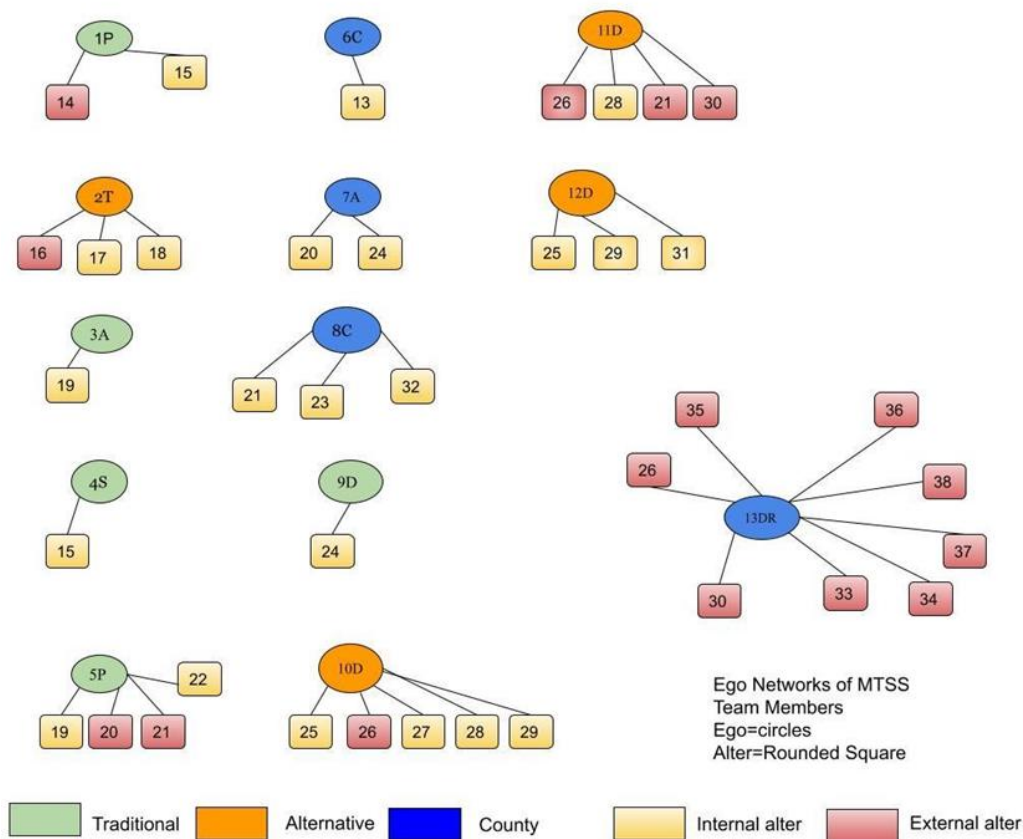 1P
14
15
6C
13
11D
26
28
21
30
2T
16
17
18
7A
20
24
12D
25
29
31
3A
19
8C
21
23
32
4S
15
9D
24
35
36
26
38
13DR
37
30
33
34
5P
22
19
20
21
10D
25
26
27
28
29
Ego Networks of MTSS
Team Members
Ego=circles
Alter=Rounded Square
Traditional
Alternative
County
Internal alter
External alter